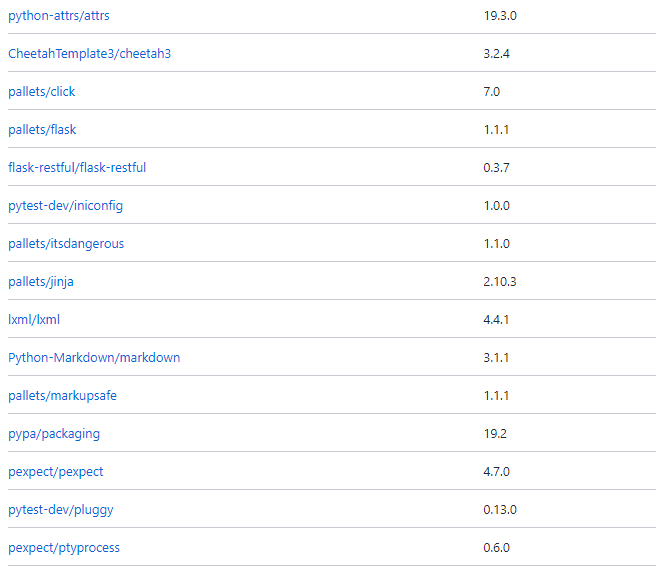 python-attrs/attrs 19.3.0
CheetahTemplate3/cheetah3 3.2.4
pallets/click 7.0
pallets/flask 1.1.1
flask-restful/flask-restful 0.3.7
pytest-dev/iniconfig 1.0.0
pallets/itsdangerous 1.1.0
pallets/jinja 2.10.3
lxml/lxml 4.4.1
Python-Markdown/markdown 3.1.1
pallets/markupsafe 1.1.1
pypa/packaging 19.2
pexpect/pexpect 4.7.0
pytest-dev/pluggy 0.13.0
pexpect/ptyprocess 0.6.0